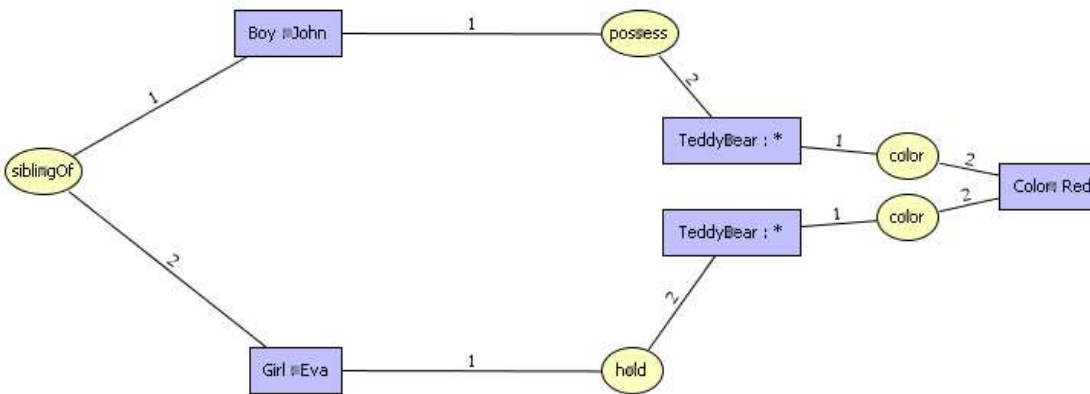 Boy : John
1
possess
1
2
TeddyBear : *
1
color
2
siblingOf
Color : Red
TeddyBear : *
1
color
2
2
2
Girl : Eva
1
hold